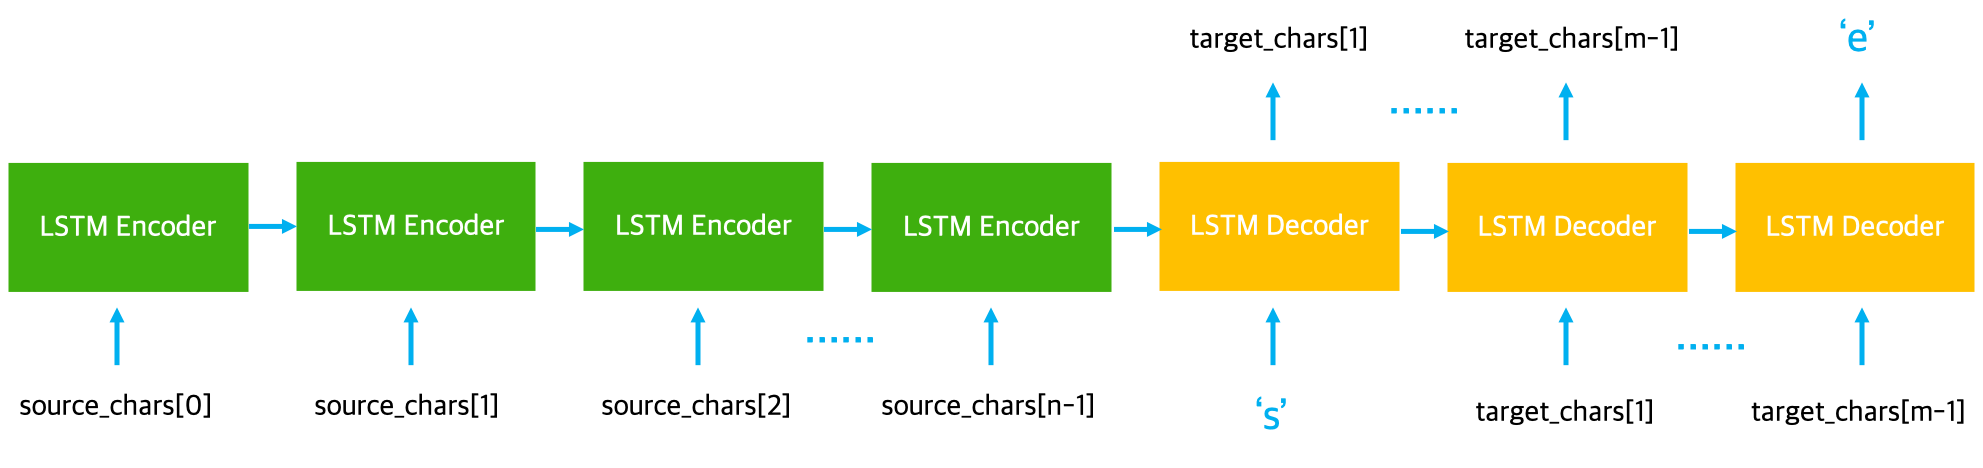 target_chars[1]
target_chars[m-1]
‘e’
LSTM Encoder
LSTM Encoder
LSTM Encoder
LSTM Encoder
LSTM Decoder
LSTM Decoder
LSTM Decoder
source_chars[0]
source_chars[1]
source_chars[2]
source_chars[n-1]
‘s’
target_chars[1]
target_chars[m-1]